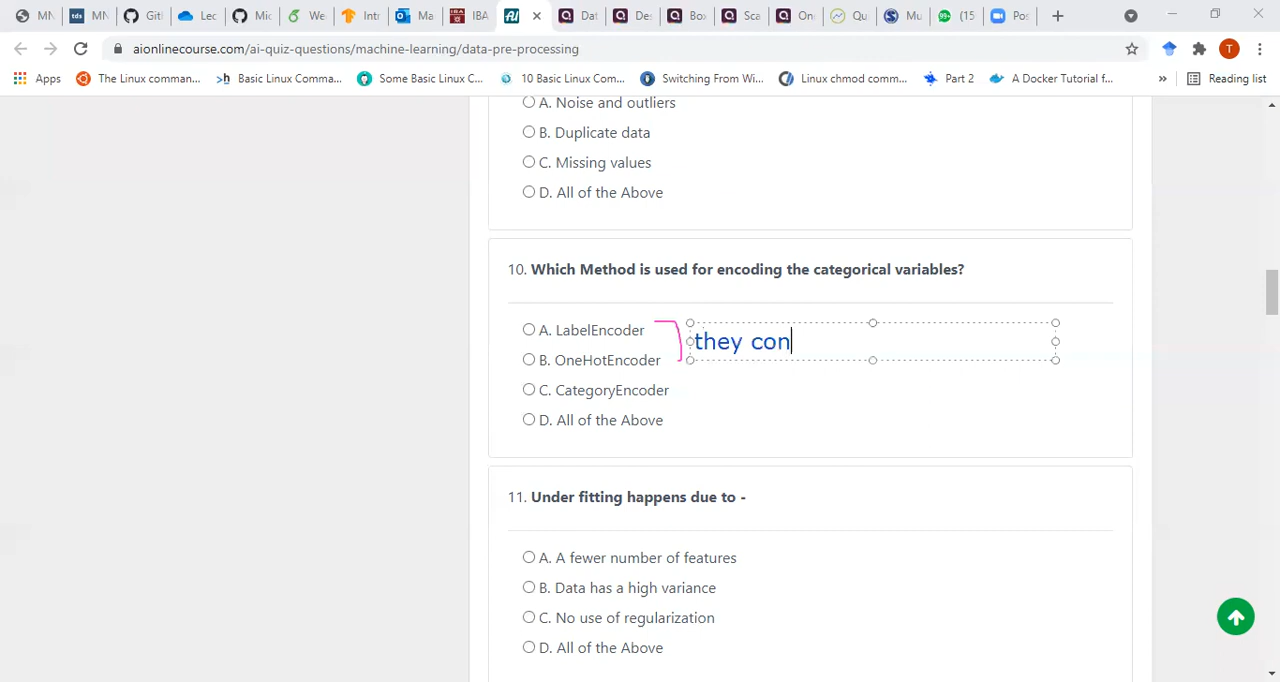 MN
MN
Git
Lec
Mic
We
Intr
Ma
IBA
Dat
De:
Bo
Sca
On
Qu
Mu
(15
Pos
aionlinecourse.com/ai-quiz-questions/machine-learning/data-pre-processing
T
Apps
The Linux comman...
Basic Linux Comma...
Some Basic Linux C...
10 Basic Linux Com...
Switching From Wi...
Linux chmod comm...
Part 2
A Docker Tutorial f...
»
Reading list
A. Noise and outliers
B. Duplicate data
C. Missing values
D. All of the Above
10. Which Method is used for encoding the categorical variables?
A. LabelEncoder
they con
B. OneHotEncoder
C. CategoryEncoder
D. All of the Above
11. Under fitting happens due to -
A. A fewer number of features
B. Data has a high variance
C. No use of regularization
D. All of the Above